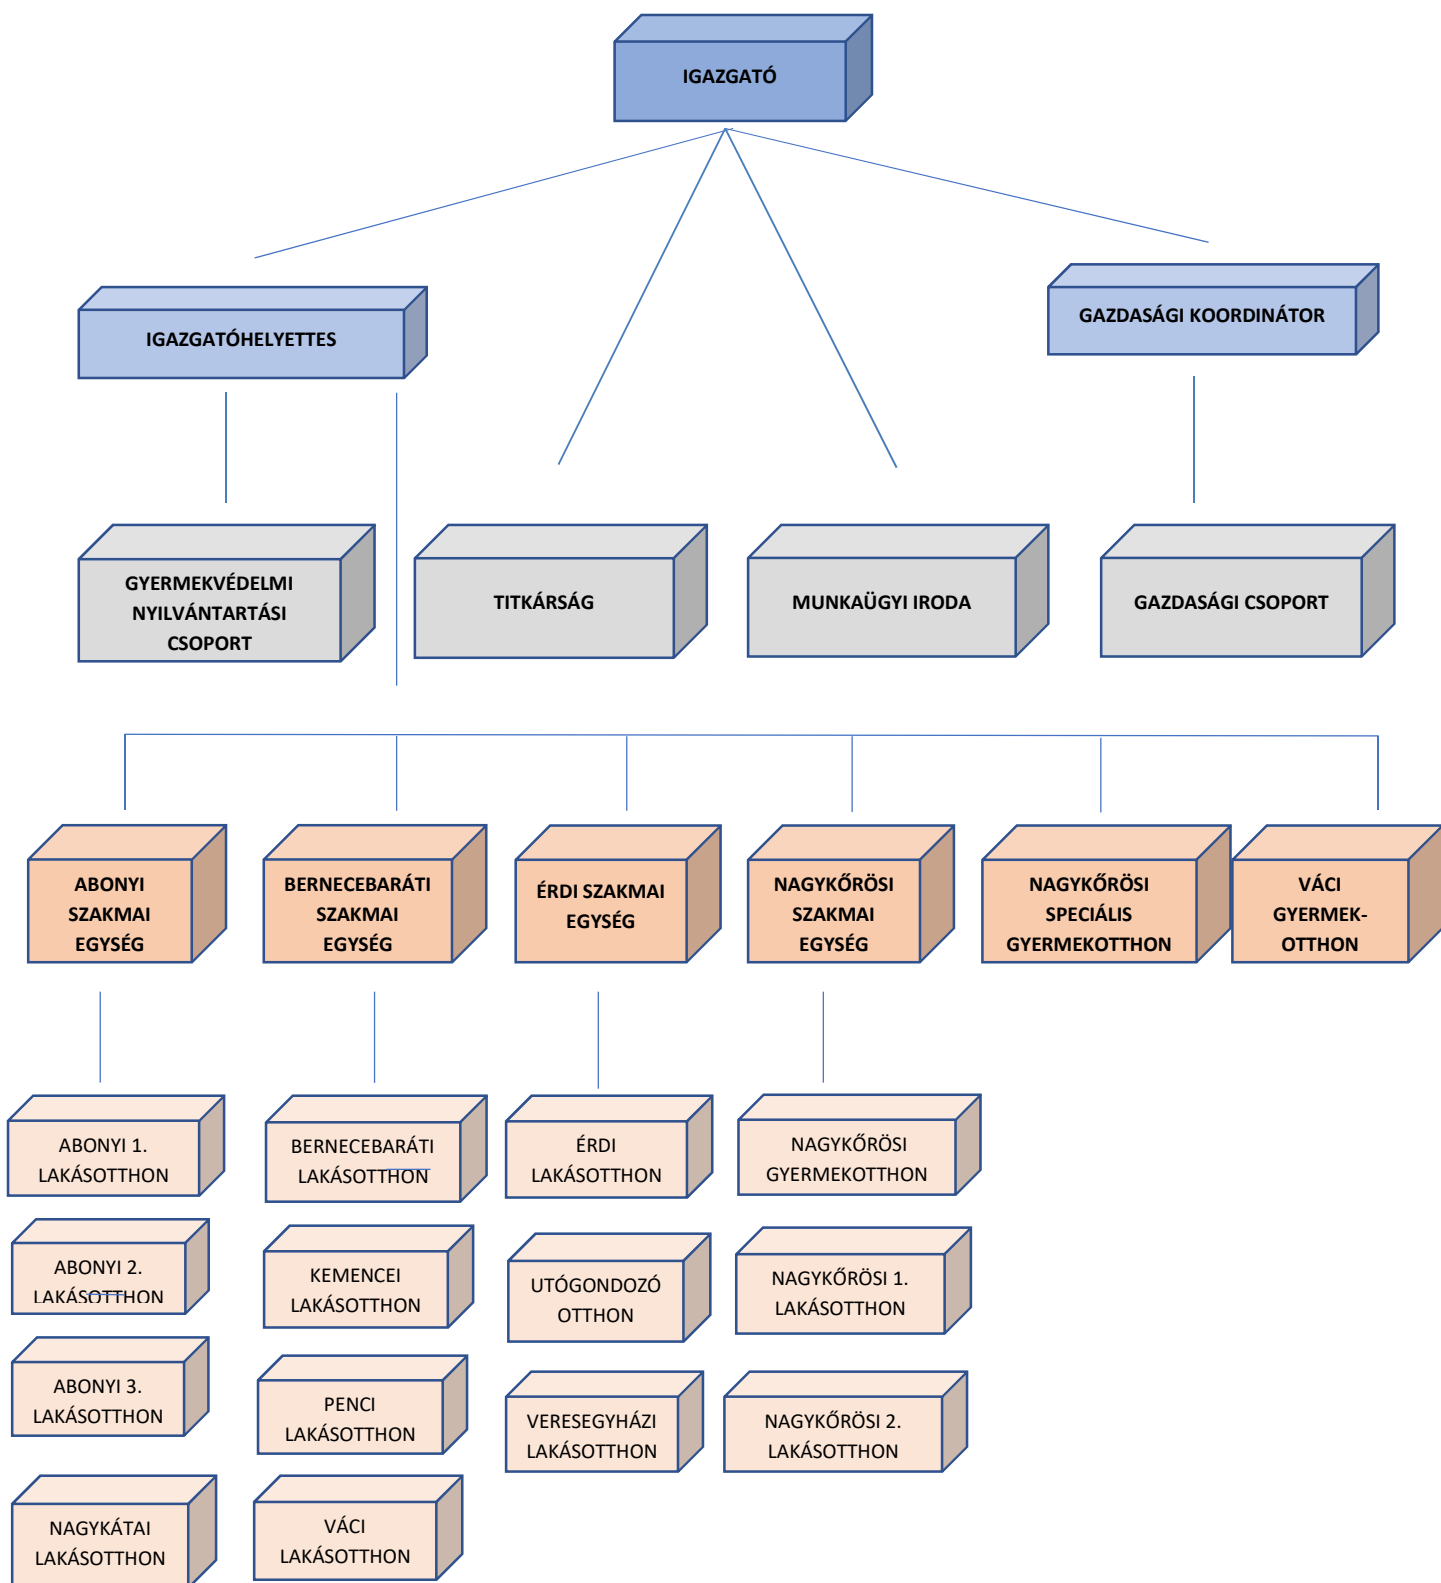 IGAZGATÓ
IGAZGATÓHELYETTES
GAZDASÁGI KOORDINÁTOR
GYERMEKVÉDELMI
NYILVÁNTARTÁSI
CSOPORT
TITKÁRSÁG
MUNKAÜGYI IRODA
GAZDASÁGI CSOPORT
ABONYI
SZAKMAI
EGYSÉG
BERNECEBARÁTI
SZAKMAI
EGYSÉG
ÉRDI SZAKMAI
EGYSÉG
NAGYKŐRÖSI
SZAKMAI
EGYSÉG
NAGYKŐRÖSI
SPECIÁLIS
GYERMEKOTTHON
VÁCI
GYERMEK-
OTTHON
ABONYI 1.
LAKÁSOTTHON
BERNECEBARÁTI
LAKÁSOTTHON
ÉRDI
LAKÁSOTTHON
NAGYKŐRÖSI
GYERMEKOTTHON
ABONYI 2.
LAKÁSOTTHON
KEMENCEI
LAKÁSOTTHON
UTÓGONDOZÓ
OTTHON
NAGYKŐRÖSI 1.
LAKÁSOTTHON
ABONYI 3.
LAKÁSOTTHON
PENCI
LAKÁSOTTHON
VERESEGYHÁZI
LAKÁSOTTHON
NAGYKŐRÖSI 2.
LAKÁSOTTHON
NAGYKÁTAI
LAKÁSOTTHON
VÁCI
LAKÁSOTTHON